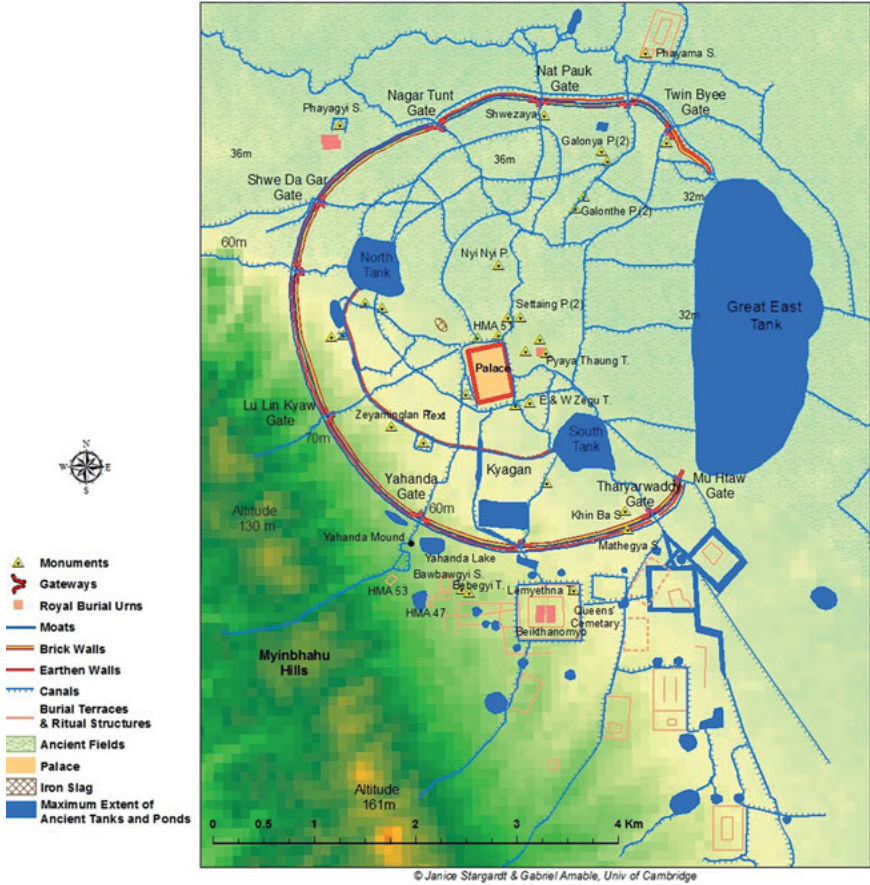 Phayama S.
Nat Pauk
Gate
Twin Byee
Gate
Nagar Tunt
Gate
Shwezaya
Phayagyi S.
Galonya P.(2)
36m
36m
Shwe Da Gar
Gate
32m
Galonthe P.(2)
60m
North
Tank
Nyi Nyi P.
Settaing P.(2)
32m
Great East
Tank
HMA 51
Palace
Pyaya Thaung T.
E & W Zegu T.
Lu Lin Kyaw
Gate
Zeyaminglan P.
Text
South
Tank
70m
N
W
E
S
Kyagan
Yahanda
Gate
Tharyarwaddy
Gate
Mu Htaw
Gate
60m
Altitude
130 m
Khin Ba S
Yahanda Mound
Mathegya S.
Yahanda Lake
Bawbawgyi S.
HMA 53
Bebegyi T.
Lemyethna T.
HMA 47
Queens'
Cemetary
Beikthanomyo
Myinbhahu
Hills
Altitude
161m
Monuments
Gateways
Royal Burial Urns
Moats
Brick Walls
Earthen Walls
Canals
Burial Terraces
& Ritual Structures
Ancient Fields
Palace
Iron Slag
Maximum Extent of
Ancient Tanks and Ponds
0 0.5 1 2 3 4 Km
© Janice Stargardt & Gabriel Amable, Univ of Cambridge